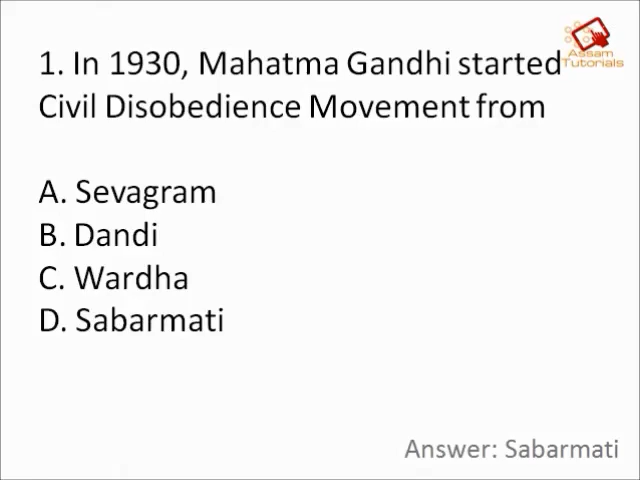 1. In 1930, Mahatma Gandhi started
Civil Disobedience Movement from
Assam
Tutorials
A. Sevagram
B. Dandi
C. Wardha
D. Sabarmati
Answer: Sabarmati